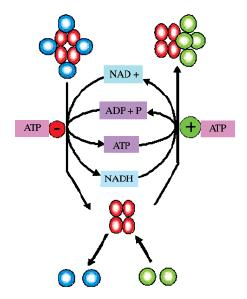 NAD +
ADP + P
ATP
-
+
ATP
ATP
NADH